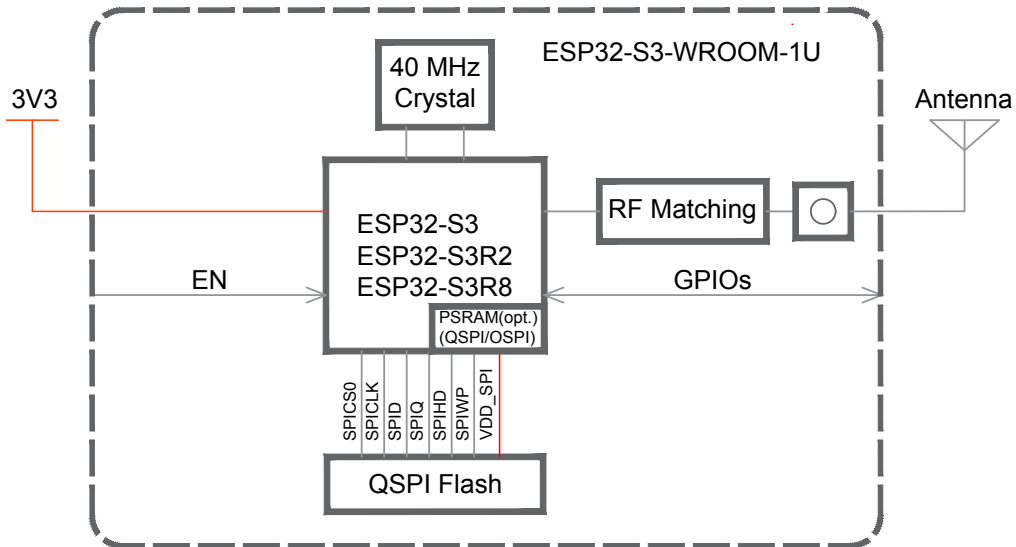 ESP32-S3-WROOM-1U
40 MHz
Crystal
3V3
Antenna
RF Matching
ESP32-S3
ESP32-S3R2
ESP32-S3R8
EN
GPIOs
PSRAM(opt.)
(QSPI/OSPI)
SPICS0
SPICLK
SPID
SPIQ
SPIHD
SPIWP
VDD_SPI
QSPI Flash